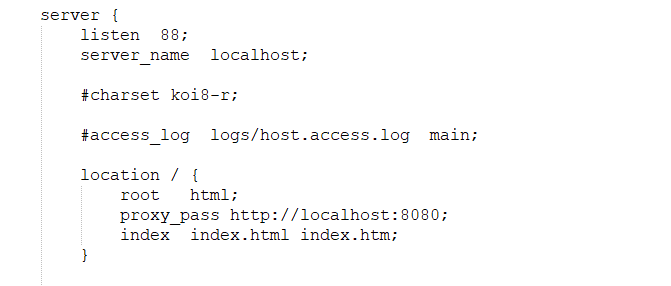 server {
listen  88;
server_name  localhost;
#charset koi8-r;
#access_log  logs/host.access.log  main;
location / {
root   html;
proxy_pass http://localhost:8080;
index  index.html index.htm;
}